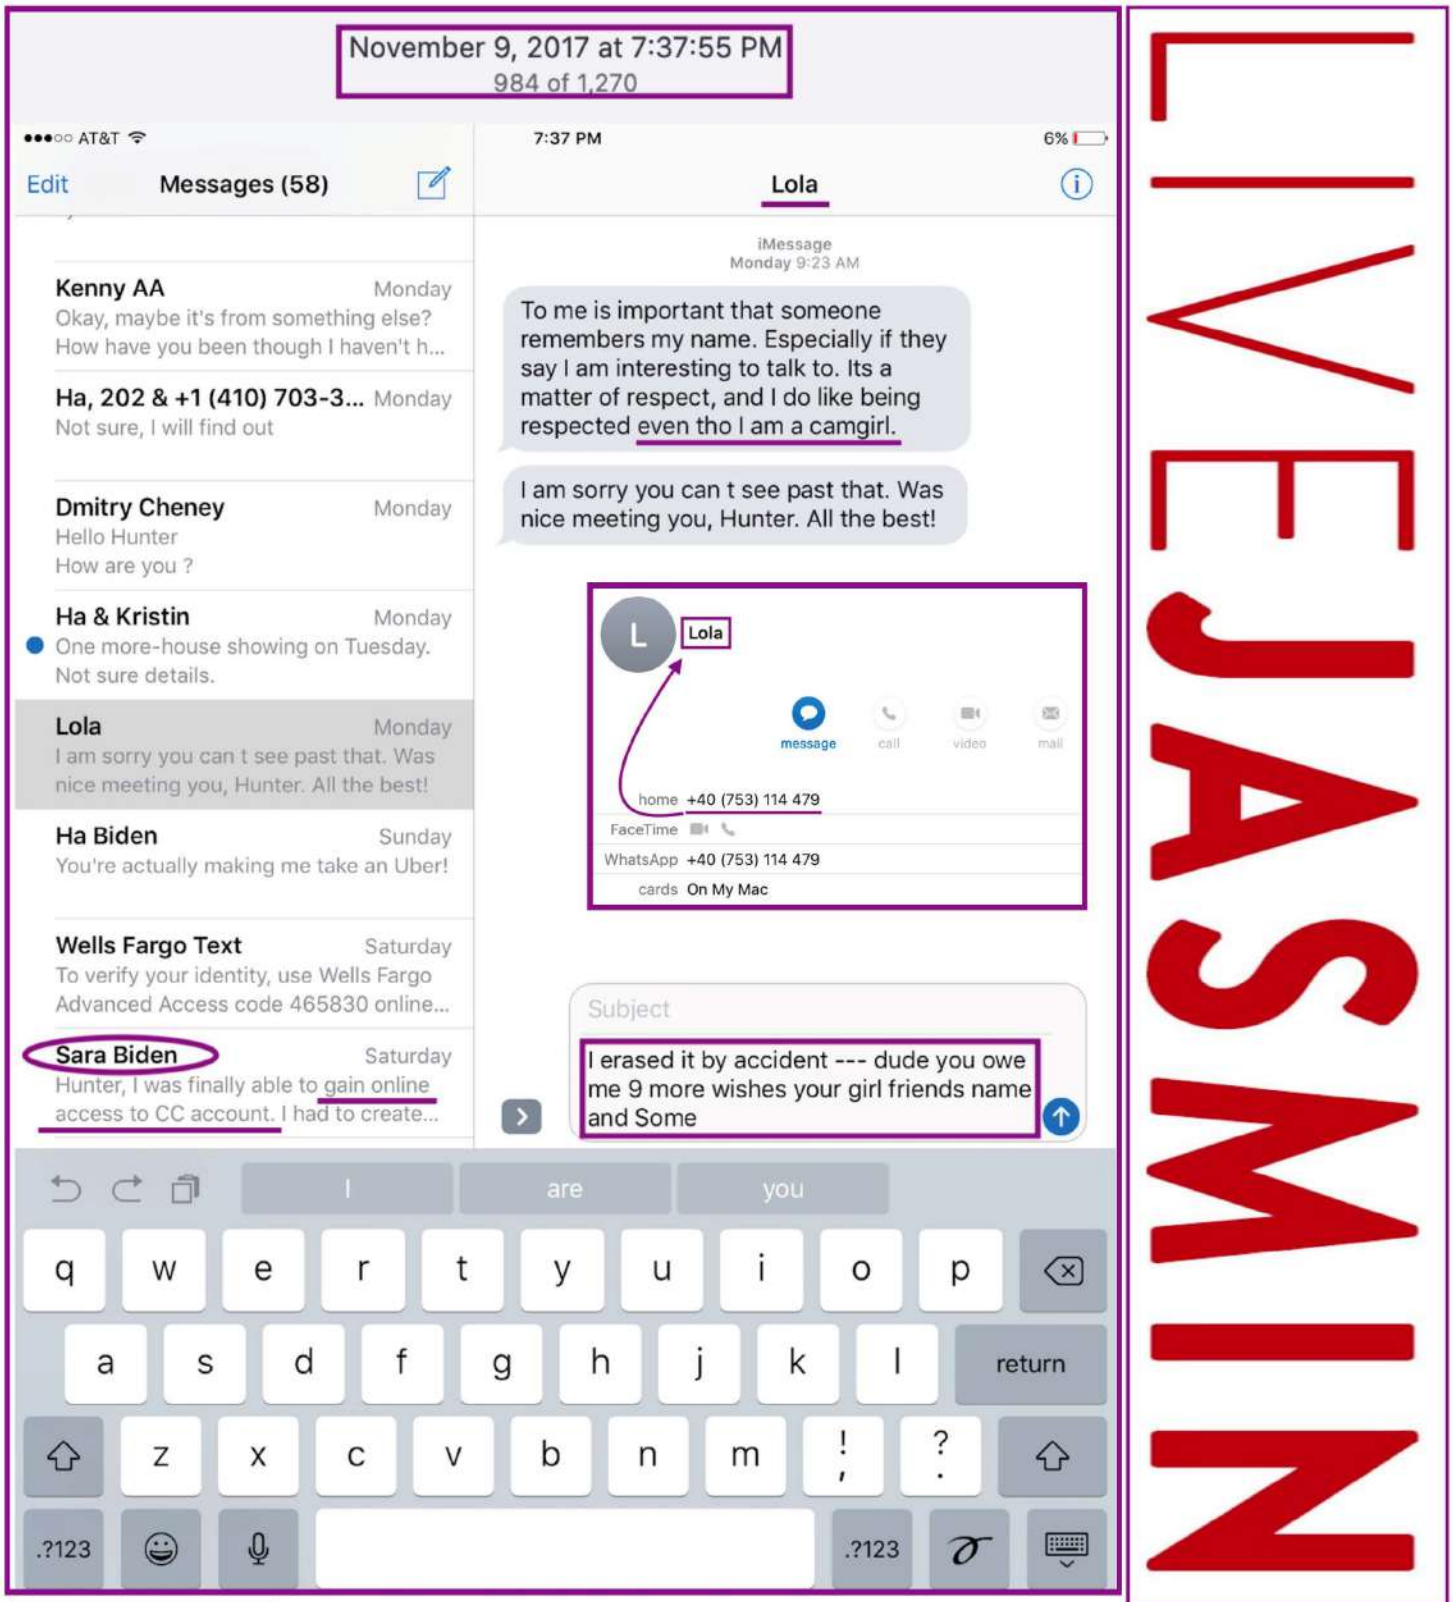 November 9, 2017 at 7:37:55 PM
984 of 1,270
AT&T
7:37 PM
6%
Edit
Messages (58)
Lola
Kenny AA
Monday
Okay, maybe it's from something else?
How have you been though I haven't h...
Ha, 202 & +1 (410) 703-3... Monday
Not sure, I will find out
Dmitry Cheney
Monday
Hello Hunter
How are you ?
Ha & Kristin
Monday
One more-house showing on Tuesday.
Not sure details.
Lola
Monday
I am sorry you can t see past that. Was
nice meeting you, Hunter. All the best!
Ha Biden
Sunday
You're actually making me take an Uber!
Wells Fargo Text
Saturday
To verify your identity, use Wells Fargo
Advanced Access code 465830 online...
Sara Biden
Saturday
Hunter, I was finally able to gain online
access to CC account. I had to create...
iMessage
Monday 9:23 AM
To me is important that someone
remembers my name. Especially if they
say I am interesting to talk to. Its a
matter of respect, and I do like being
respected even tho I am a camgirl.
I am sorry you can t see past that. Was
nice meeting you, Hunter. All the best!
L
Lola
message
call
video
mail
home +40 (753) 114 479
FaceTime
WhatsApp +40 (753) 114 479
cards On My Mac
Subject
I erased it by accident --- dude you owe
me 9 more wishes your girl friends name
and Some
I are you
q w e r t y u i o p
a s d f g h j k l return
z x c v b n m ! , ? .
.?123 .?123
LIVEJASMIN